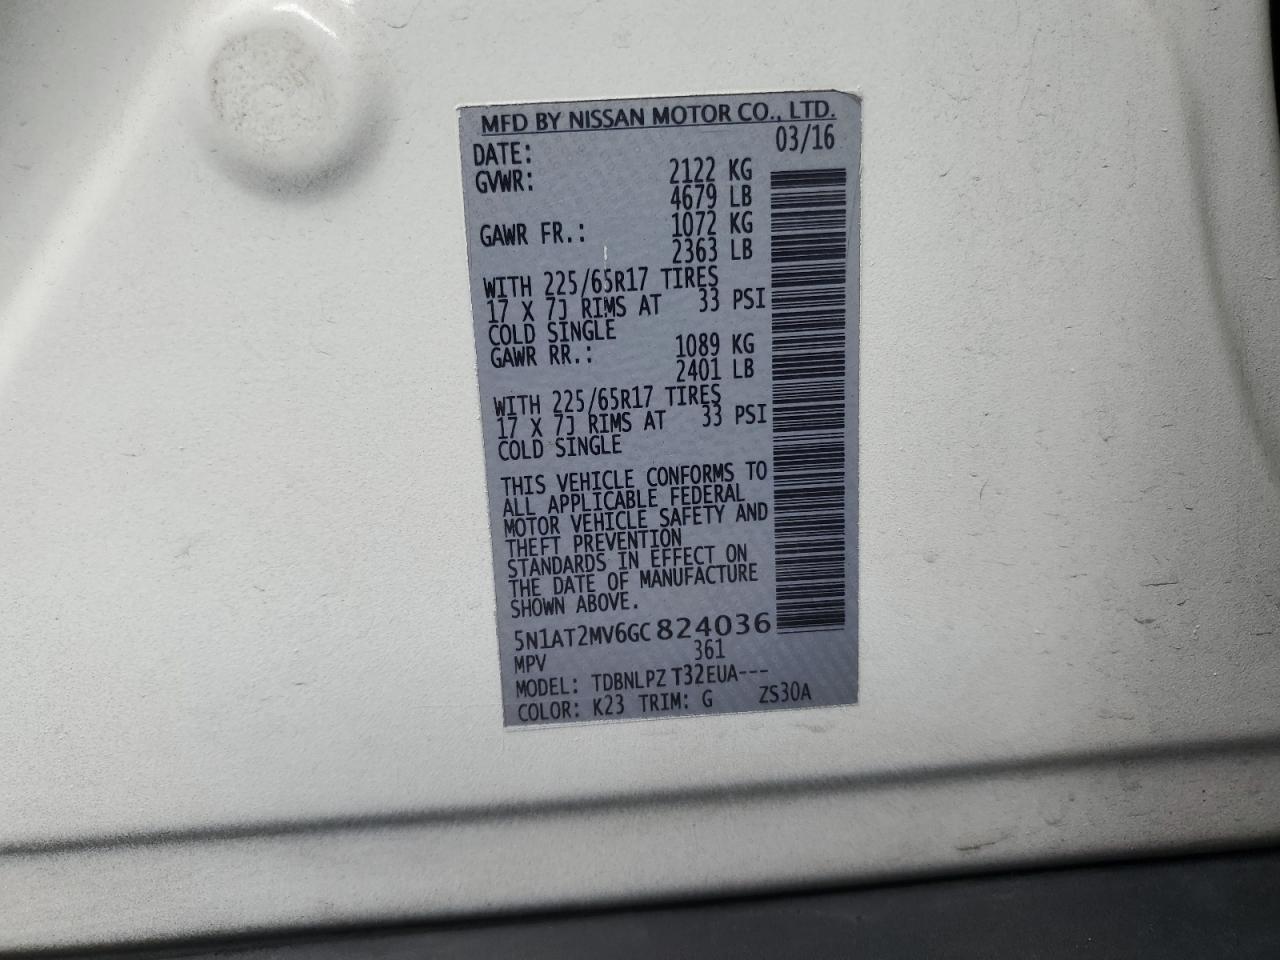 MFD BY NISSAN MOTOR CO., LTD.
DATE: 03/16
GVWR: 2122 KG
4679 LB
GAWR FR.: 1072 KG
2363 LB
WITH 225/65R17 TIRES
17 X 7J RIMS AT 33 PSI
COLD SINGLE
GAWR RR.: 1089 KG
2401 LB
WITH 225/65R17 TIRES
17 X 7J RIMS AT 33 PSI
COLD SINGLE
THIS VEHICLE CONFORMS TO
ALL APPLICABLE FEDERAL
MOTOR VEHICLE SAFETY AND
THEFT PREVENTION
STANDARDS IN EFFECT ON
THE DATE OF MANUFACTURE
SHOWN ABOVE.
5N1AT2MV6GC824036
MPV 361
MODEL: TDBNLPZ T32EUA---
COLOR: K23 TRIM: G ZS30A